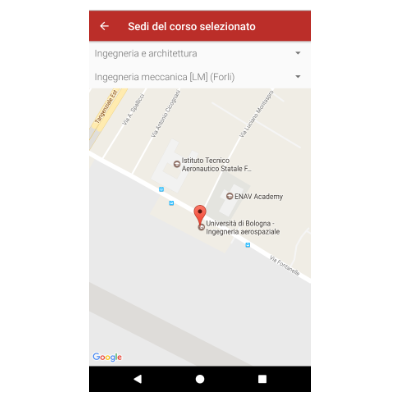 Sedi del corso selezionato
Ingegneria e architettura
Ingegneria meccanica [LM] (Forlì)
Tangenziale Est
Via A. Spallicci
Via Antonio Cecignani
Via Luciano Montaspro
Istituto Tecnico
Aeronautico Statale F...
ENAV Academy
Università di Bologna -
Ingegneria aerospaziale
Via Fontanelle
Google